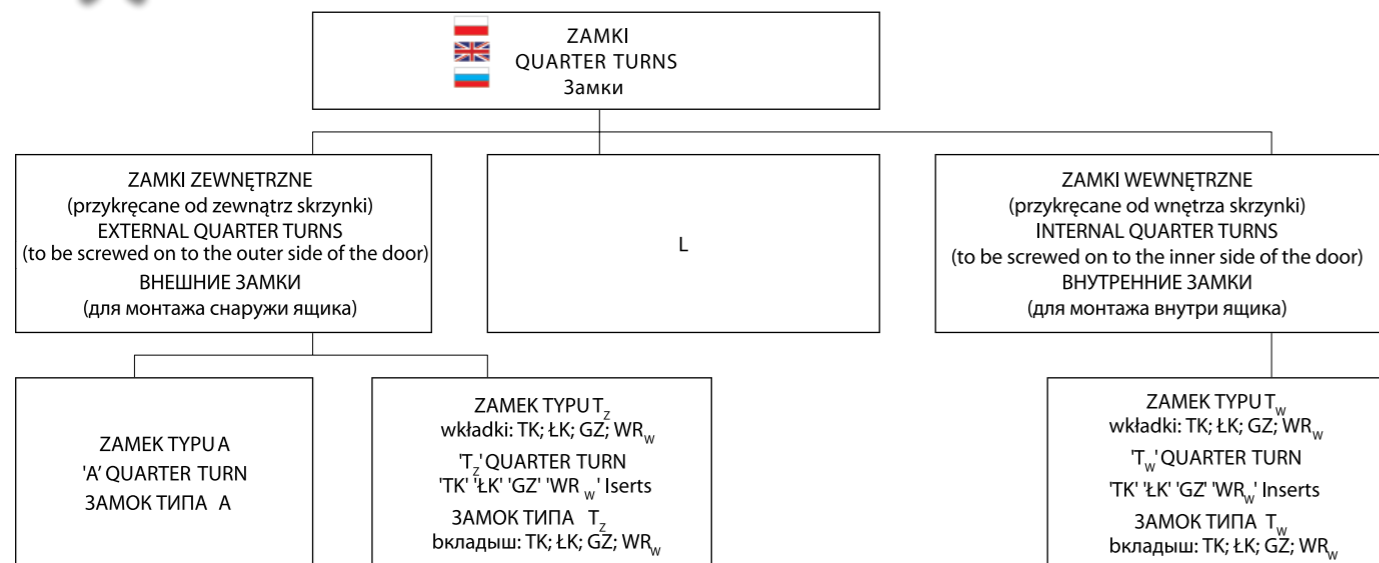 ZAMKI
QUARTER TURNS
Замки
ZAMKI ZEWNĘTRZNE
(przykręcane od zewnątrz skrzynki)
EXTERNAL QUARTER TURNS
(to be screwed on to the outer side of the door)
ВНЕШНИЕ ЗАМКИ
(для монтажа снаружи ящика)
L
ZAMKI WEWNĘTRZNE
(przykręcane od wnętrza skrzynki)
INTERNAL QUARTER TURNS
(to be screwed on to the inner side of the door)
ВНУТРЕННИЕ ЗАМКИ
(для монтажа внутри ящика)
ZAMEK TYPU A
'A' QUARTER TURN
ЗАМОК ТИПА A
ZAMEK TYPU T_Z
wkładki: TK; ŁK; GZ; WR_W
'T_Z' QUARTER TURN
'TK' 'ŁK' 'GZ' 'WR_W' Iserts
ЗАМОК ТИПА T_Z
bкладыш: TK; ŁK; GZ; WR_W
ZAMEK TYPU T_W
wkładki: TK; ŁK; GZ; WR_W
'T_W' QUARTER TURN
'TK' 'ŁK' 'GZ' 'WR_W' Inserts
ЗАМОК ТИПА T_W
bкладыш: TK; ŁK; GZ; WR_W